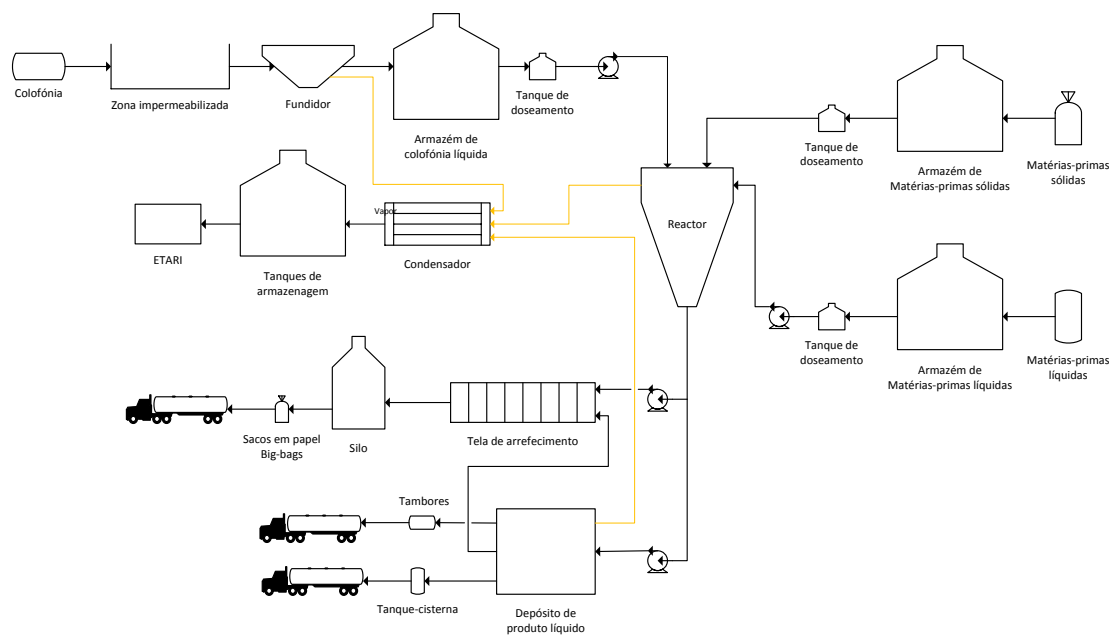 Colofónia
Zona impermeabilizada
Fundidor
Armazém de
colofónia líquida
Tanque de
doseamento
Tanque de
doseamento
Armazém de
Matérias-primas sólidas
Matérias-primas
sólidas
ETARI
Tanques de
armazenagem
Vapor
Condensador
Reactor
Tanque de
doseamento
Armazém de
Matérias-primas líquidas
Matérias-primas
líquidas
Sacos em papel
Big-bags
Silo
Tela de arrefecimento
Tambores
Tanque-cisterna
Depósito de
produto líquido